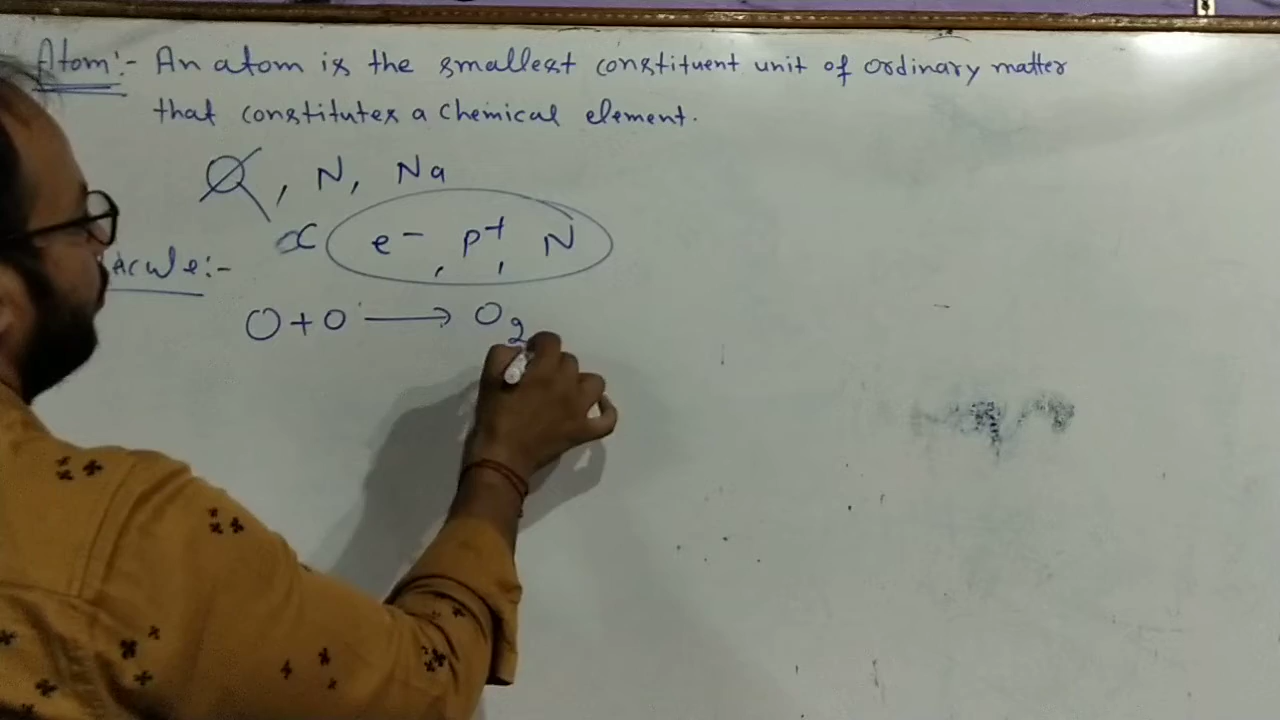 Atom:- An atom is the smallest constituent unit of ordinary matter
that constitutes a chemical element.
O, N, Na
e⁻, p⁺, N
O + O ⟶ O₂